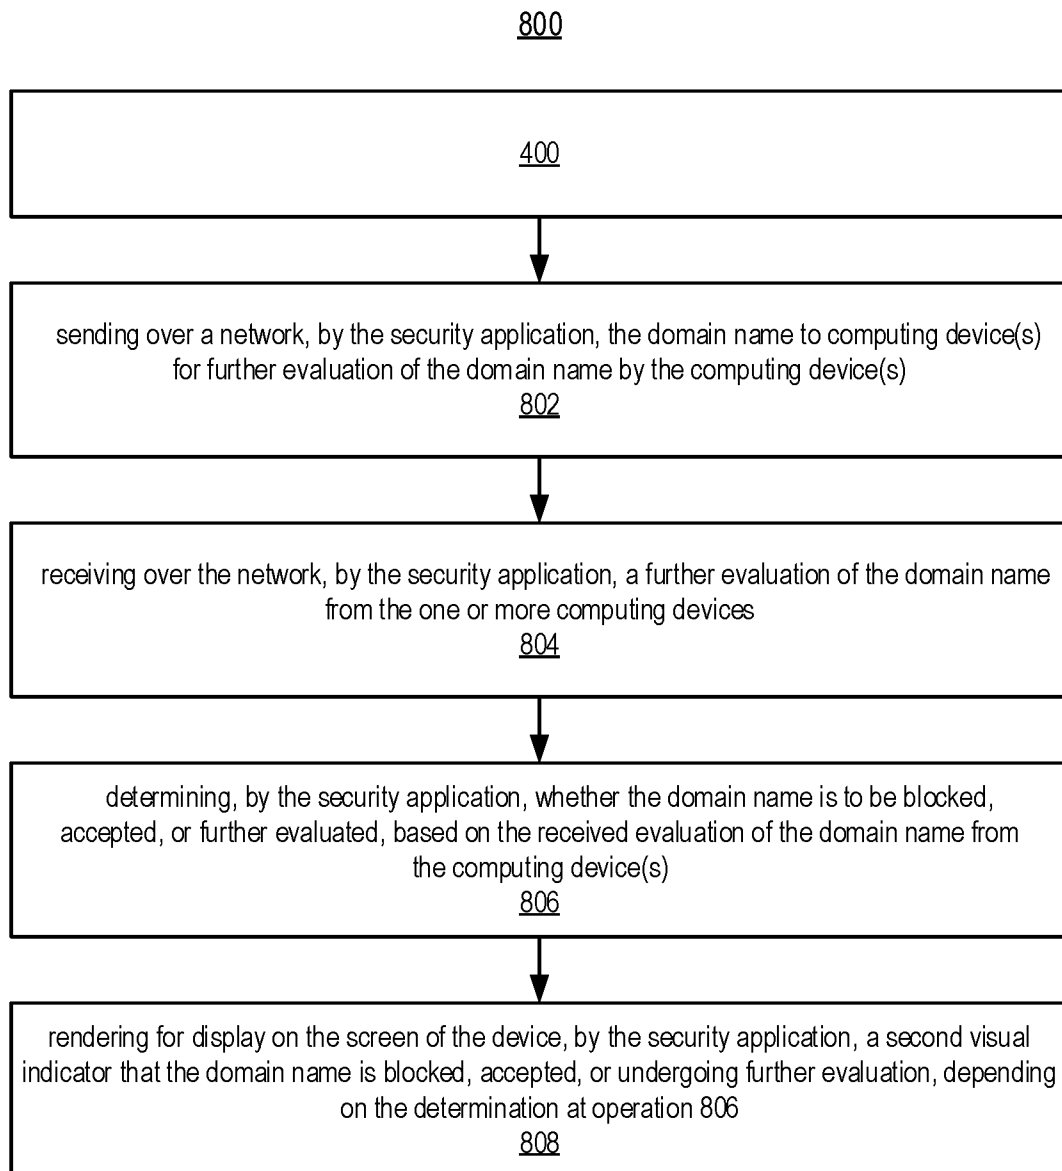 800
400
sending over a network, by the security application, the domain name to computing device(s)
for further evaluation of the domain name by the computing device(s)
802
receiving over the network, by the security application, a further evaluation of the domain name
from the one or more computing devices
804
determining, by the security application, whether the domain name is to be blocked,
accepted, or further evaluated, based on the received evaluation of the domain name from
the computing device(s)
806
rendering for display on the screen of the device, by the security application, a second visual
indicator that the domain name is blocked, accepted, or undergoing further evaluation, depending
on the determination at operation 806
808